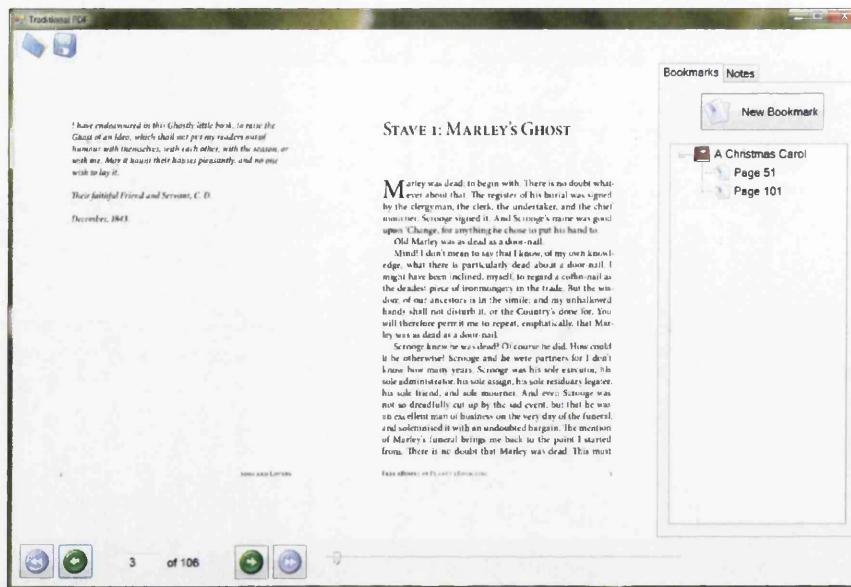 Traditional PDF
I have endeavoured in this Ghostly little book, to raise the
Ghost of an Idea, which shall not put my readers out of
humour with themselves, with each other, with the season, or
with me. May it haunt their houses pleasantly, and no one
wish to lay it.
Their faithful Friend and Servant, C. D.
December, 1843.
SONS AND LOVERS
STAVE 1: MARLEY'S GHOST
Marley was dead: to begin with. There is no doubt what-
ever about that. The register of his burial was signed
by the clergyman, the clerk, the undertaker, and the chief
mourner. Scrooge signed it. And Scrooge's name was good
upon 'Change, for anything he chose to put his hand to.
Old Marley was as dead as a door-nail.
Mind! I don't mean to say that I know, of my own knowl-
edge, what there is particularly dead about a door-nail. I
might have been inclined, myself, to regard a coffin-nail as
the deadest piece of ironmongery in the trade. But the wis-
dom of our ancestors is in the simile; and my unhallowed
hands shall not disturb it, or the Country's done for. You
will therefore permit me to repeat, emphatically, that Mar-
ley was as dead as a door-nail.
Scrooge knew he was dead? Of course he did. How could
it be otherwise? Scrooge and he were partners for I don't
know how many years. Scrooge was his sole executor, his
sole administrator, his sole assign, his sole residuary legatee,
his sole friend, and sole mourner. And even Scrooge was
not so dreadfully cut up by the sad event, but that he was
an excellent man of business on the very day of the funeral,
and solemnised it with an undoubted bargain. The mention
of Marley's funeral brings me back to the point I started
from. There is no doubt that Marley was dead. This must
FREE EBOOKS AT PLANET EBOOK.COM
Bookmarks Notes
New Bookmark
A Christmas Carol
Page 51
Page 101
3 of 106